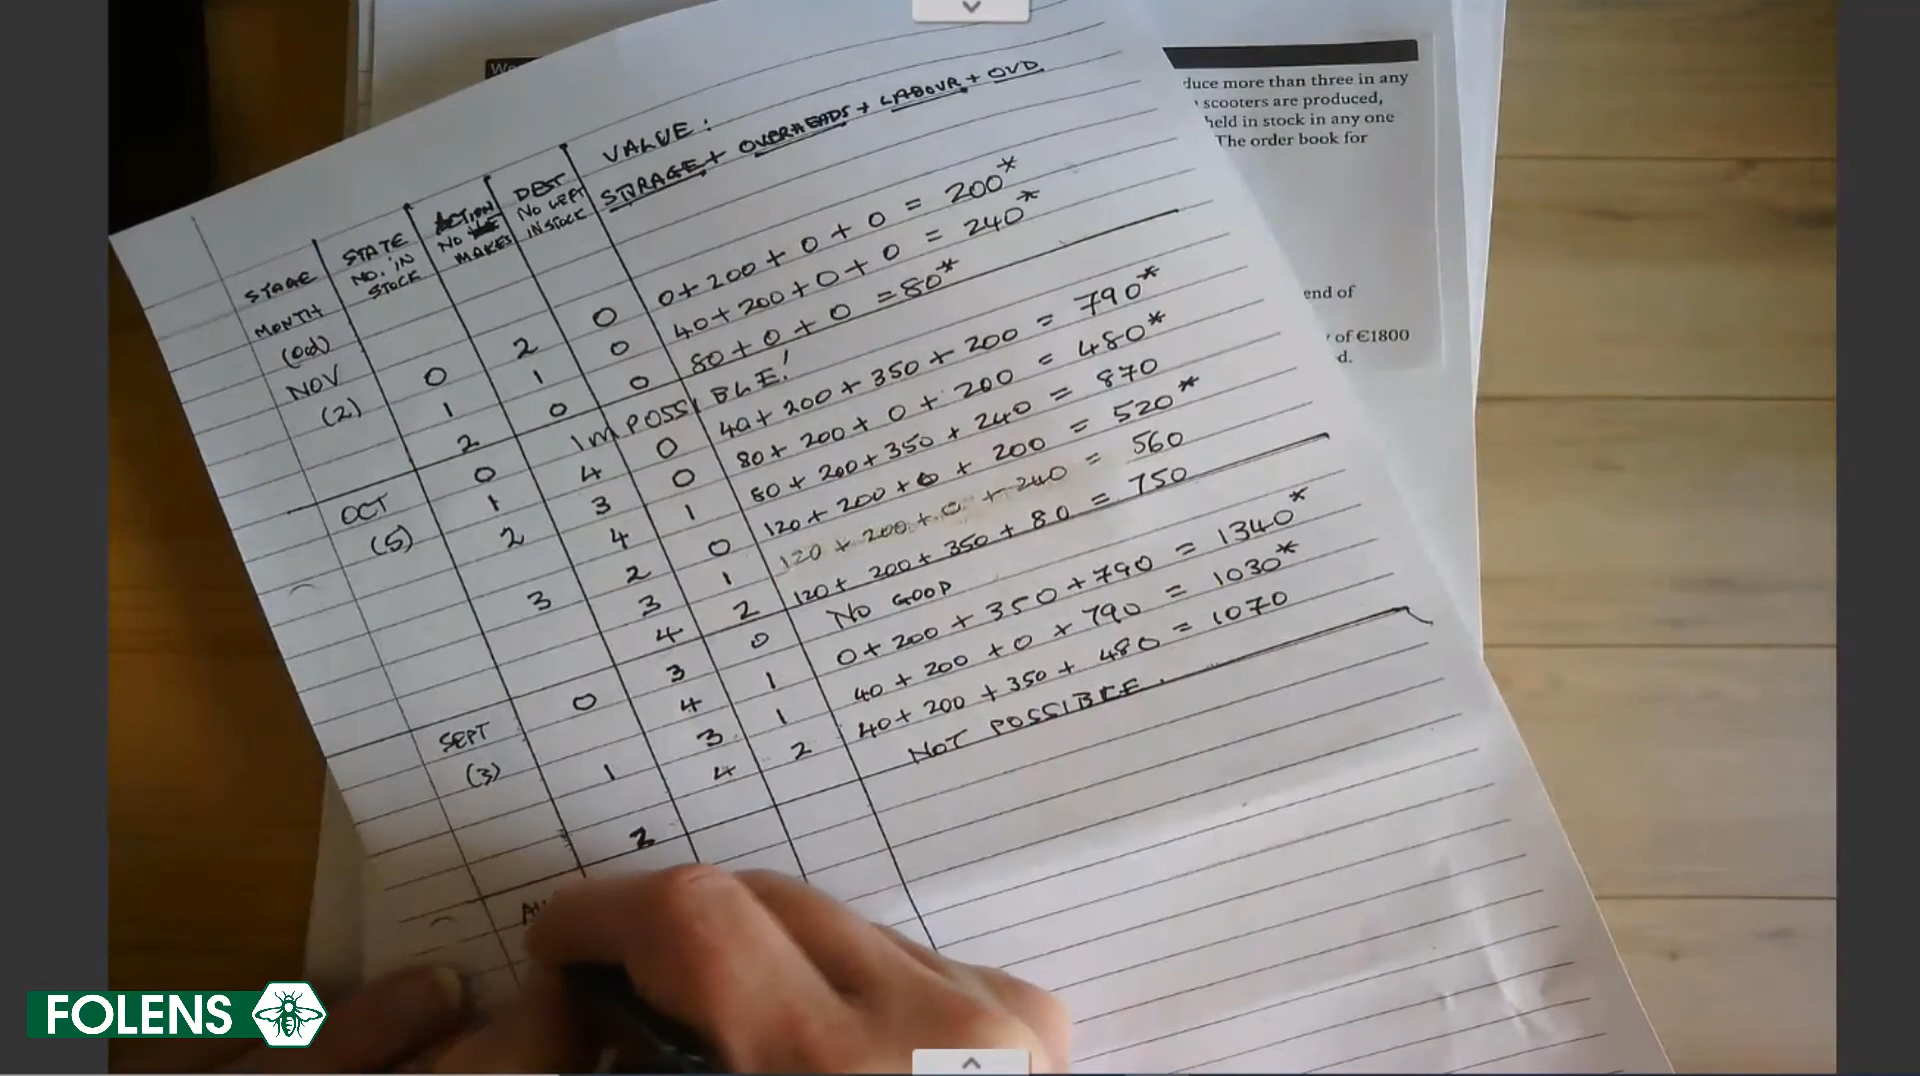 We
duce more than three in any
scooters are produced,
held in stock in any one
The order book for
end of
of €1800
d.
VALUE:
STORAGE + OVERHEADS + LABOUR + OVD
STAGE
MONTH
(Od)
STATE
NO. IN
STOCK
ACTION
NO
MAKES
DEST
NO KEPT
IN STOCK
NOV 0 2 0 0 + 200 + 0 + 0 = 200*
(2) 1 1 0 40 + 200 + 0 + 0 = 240*
2 0 0 80 + 0 + 0 = 80*
OCT 0 IMPOSSIBLE!
(5) 1 4 0 40 + 200 + 350 + 200 = 790*
2 3 0 80 + 200 + 0 + 200 = 480*
4 1 80 + 200 + 350 + 240 = 870
3 2 0 120 + 200 + 0 + 200 = 520*
3 1 120 + 200 + 0 + 240 = 560
4 2 120 + 200 + 350 + 80 = 750
SEPT 0 3 0 NO GOOD
(3) 4 1 0 + 200 + 350 + 790 = 1340*
1 3 1 40 + 200 + 0 + 790 = 1030*
4 2 40 + 200 + 350 + 480 = 1070
2 NOT POSSIBLE.
FOLENS